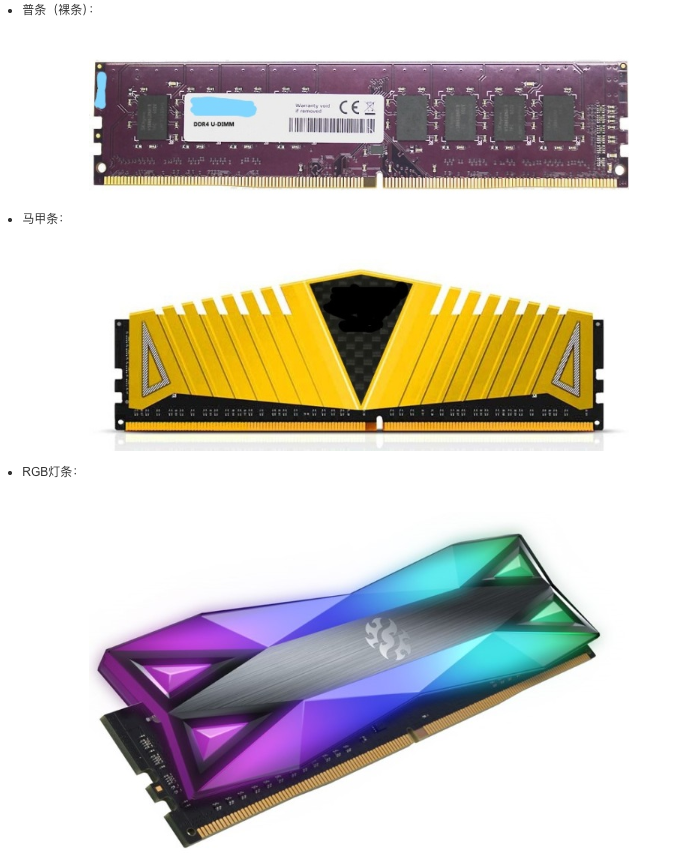 普条（裸条）：
Warranty void
if removed
CE
DDR4 U-DIMM
马甲条：
RGB灯条：